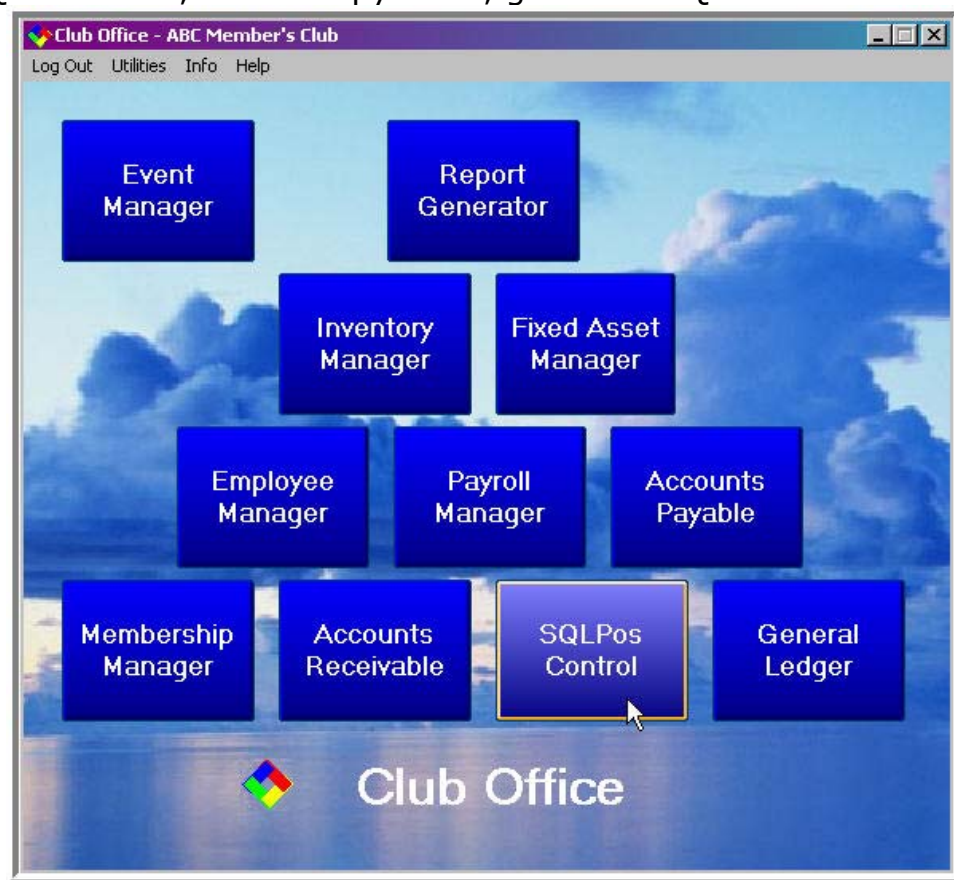 Club Office - ABC Member's Club
Log Out Utilities Info Help
Event
Manager
Report
Generator
Inventory
Manager
Fixed Asset
Manager
Employee
Manager
Payroll
Manager
Accounts
Payable
Membership
Manager
Accounts
Receivable
SQLPos
Control
General
Ledger
Club Office